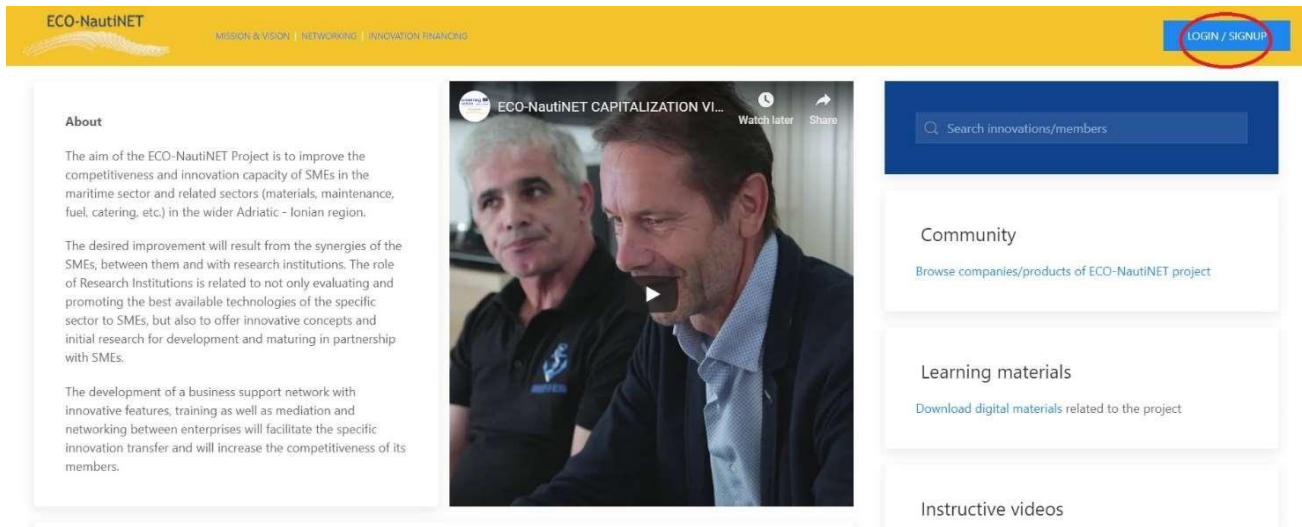 ECO-NautiNET
MISSION & VISION | NETWORKING | INNOVATION FINANCING
LOGIN / SIGNUP
About
The aim of the ECO-NautiNET Project is to improve the
competitiveness and innovation capacity of SMEs in the
maritime sector and related sectors (materials, maintenance,
fuel, catering, etc.) in the wider Adriatic - Ionian region.
The desired improvement will result from the synergies of the
SMEs, between them and with research institutions. The role
of Research Institutions is related to not only evaluating and
promoting the best available technologies of the specific
sector to SMEs, but also to offer innovative concepts and
initial research for development and maturing in partnership
with SMEs.
The development of a business support network with
innovative features, training as well as mediation and
networking between enterprises will facilitate the specific
innovation transfer and will increase the competitiveness of its
members.
ECO-NautiNET CAPITALIZATION VI...
Watch later
Share
Search innovations/members
Community
Browse companies/products of ECO-NautiNET project
Learning materials
Download digital materials related to the project
Instructive videos